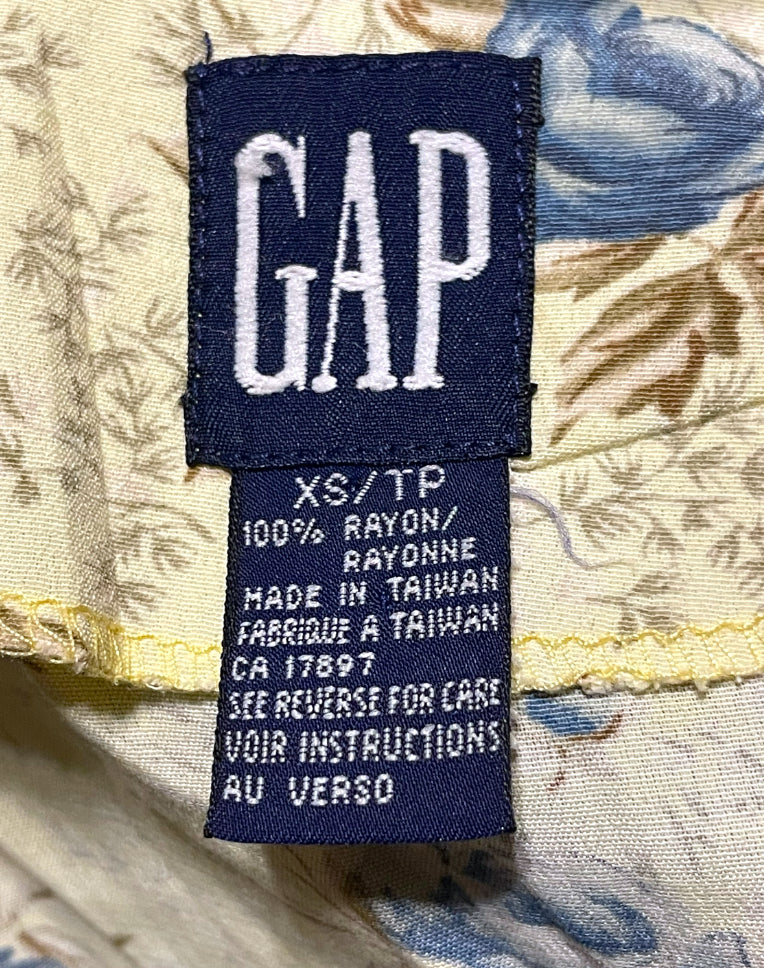 GAP
XS/TP
100% RAYON/
RAYONNE
MADE IN TAIWAN
FABRIQUE A TAIWAN
CA 17897
SEE REVERSE FOR CARE
VOIR INSTRUCTIONS
AU VERSO